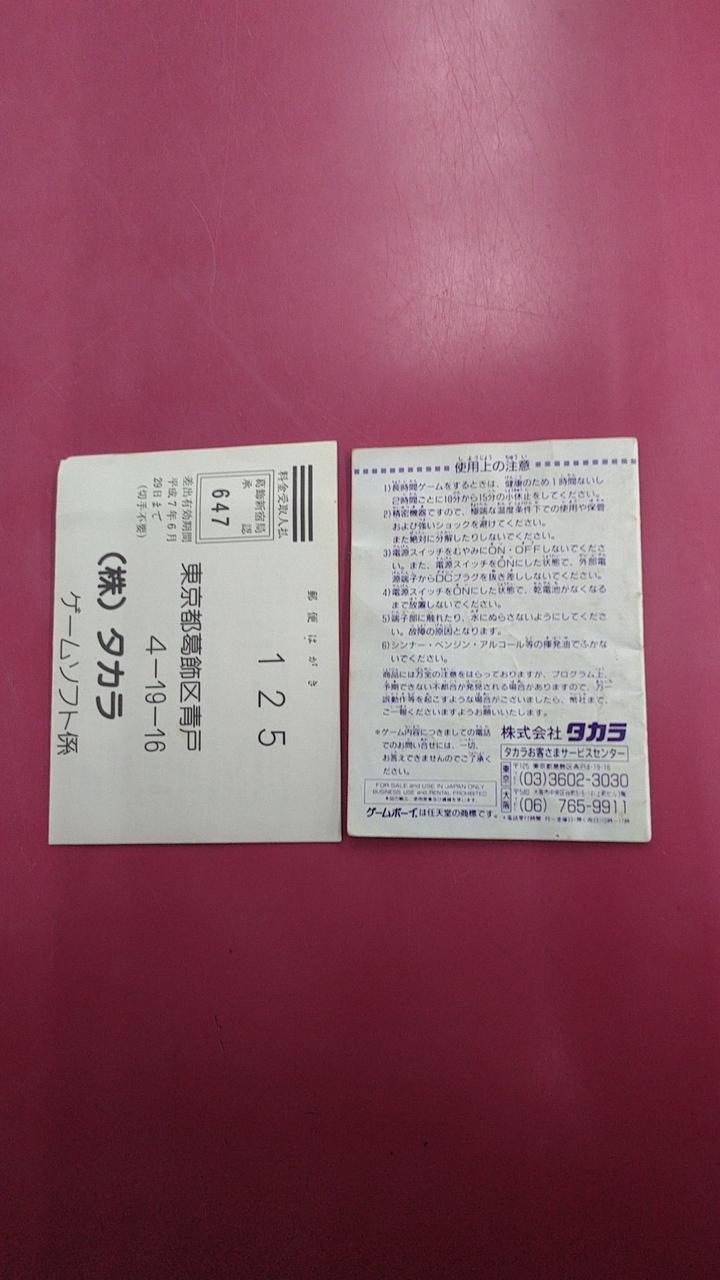 郵便はがき
125
料金受取人払
葛飾新宿局
承 認
647
差出有効期間
平成7年6月
29日まで
(切手不要)
東京都葛飾区青戸
4-19-16
(株)タカラ
ゲームソフト係
使用上の注意
1)長時間ゲームをするときは、健康のため1時間ないし
2時間ごとに10分から15分の小休止をしてください。
2)精密機器ですので、極端な温度条件下での使用や保管
および強いショックを避けてください。
また絶対に分解したりしないでください。
3)電源スイッチをむやみにON・OFFしないでくださ
い。また、電源スイッチをONにした状態で、外部電
源端子からDCプラグを抜き差ししないでください。
4)電源スイッチをONにした状態で、乾電池がなくなる
まで放置しないでください。
5)端子部に触れたり、水にぬらさないようにしてくださ
い。故障の原因となります。
6)シンナー・ベンジン・アルコール等の揮発油でふかな
いでください。
商品には万全の注意をはらっておりますが、プログラム上、
予期できない不都合が発見される場合がありますので、万一
誤動作等を起こすような場合がございましたら、弊社まで、
ご一報くださいますようお願いいたします。
*ゲーム内容につきましての電話
でのお問い合せには、一切、
お答えできませんのでご了承く
ださい。
FOR SALE and USE IN JAPAN ONLY
BUSINESS USE and RENTAL PROHIBITED
ゲームボーイは任天堂の商標です。
株式会社 タカラ
タカラお客さまサービスセンター
東京 〒125 東京都葛飾区青戸4-19-16
(03)3602-3030
大阪 〒540
(06) 765-9911